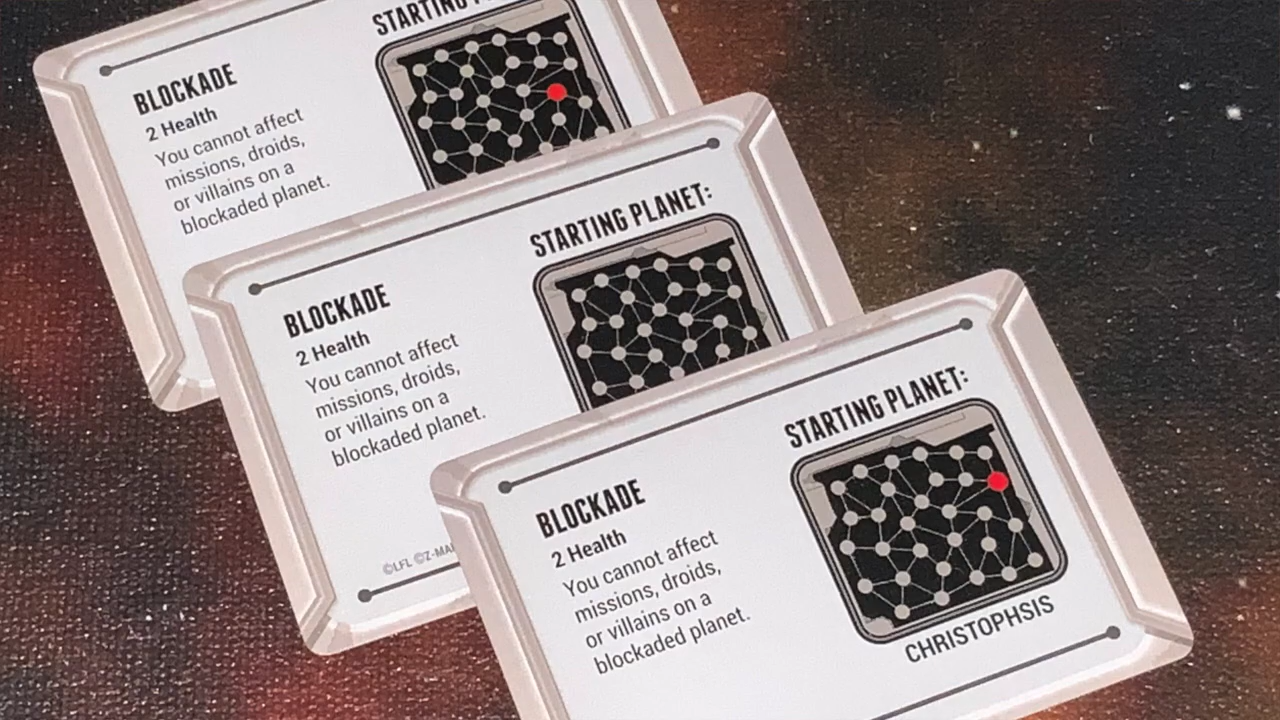 STARTING
BLOCKADE
2 Health
You cannot affect
missions, droids,
or villains on a
blockaded planet.
STARTING PLANET:
BLOCKADE
2 Health
You cannot affect
missions, droids,
or villains on a
blockaded planet.
©LFL ©Z-MA
STARTING PLANET:
BLOCKADE
2 Health
You cannot affect
missions, droids,
or villains on a
blockaded planet.
CHRISTOPHSIS